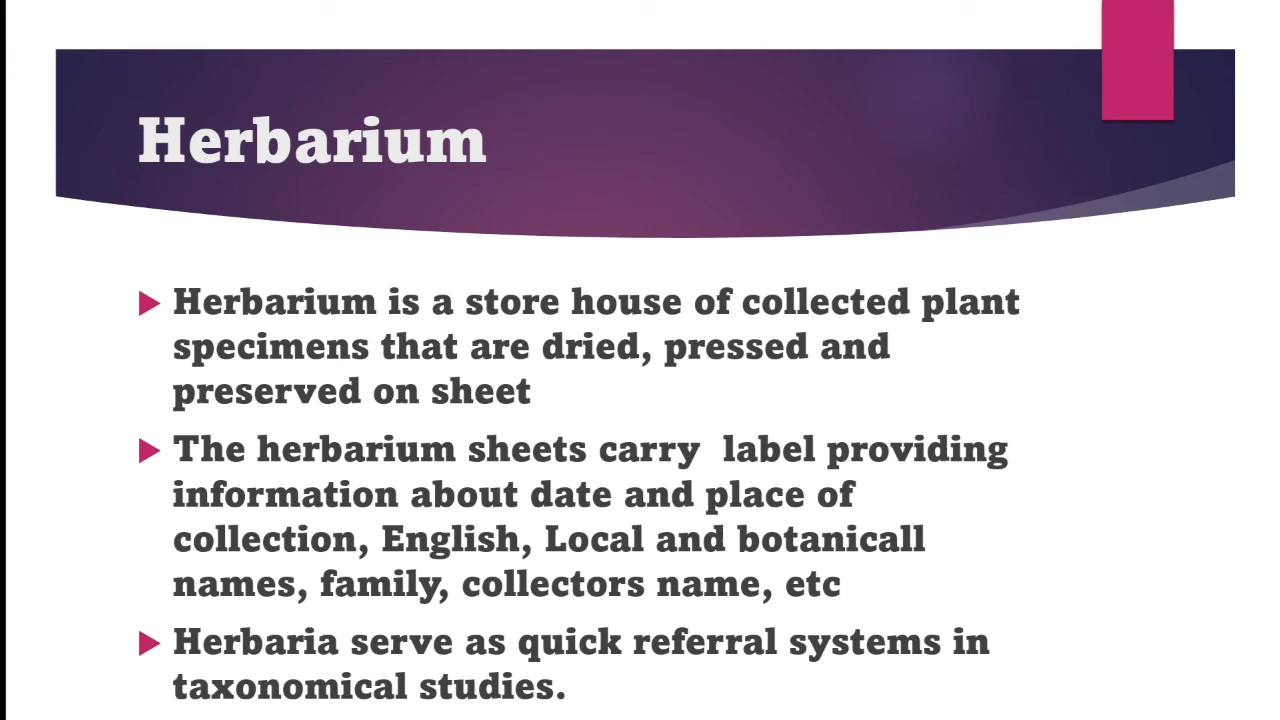 Herbarium
Herbarium is a store house of collected plant
specimens that are dried, pressed and
preserved on sheet
The herbarium sheets carry  label providing
information about date and place of
collection, English, Local and botanicall
names, family, collectors name, etc
Herbaria serve as quick referral systems in
taxonomical studies.